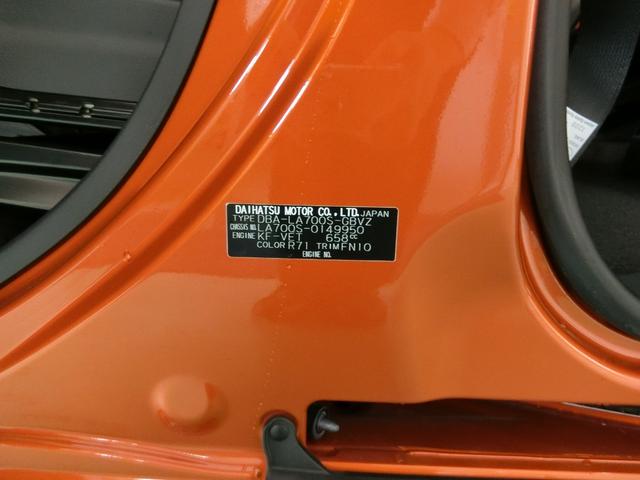 DAIHATSU MOTOR CO.,LTD. JAPAN
TYPE DBA-LA700S-GBVZ
CHASSIS NO. LA700S-0149950
ENGINE KF-VET 658cc
COLOR R71 TRIM FN10
ENGINE NO.